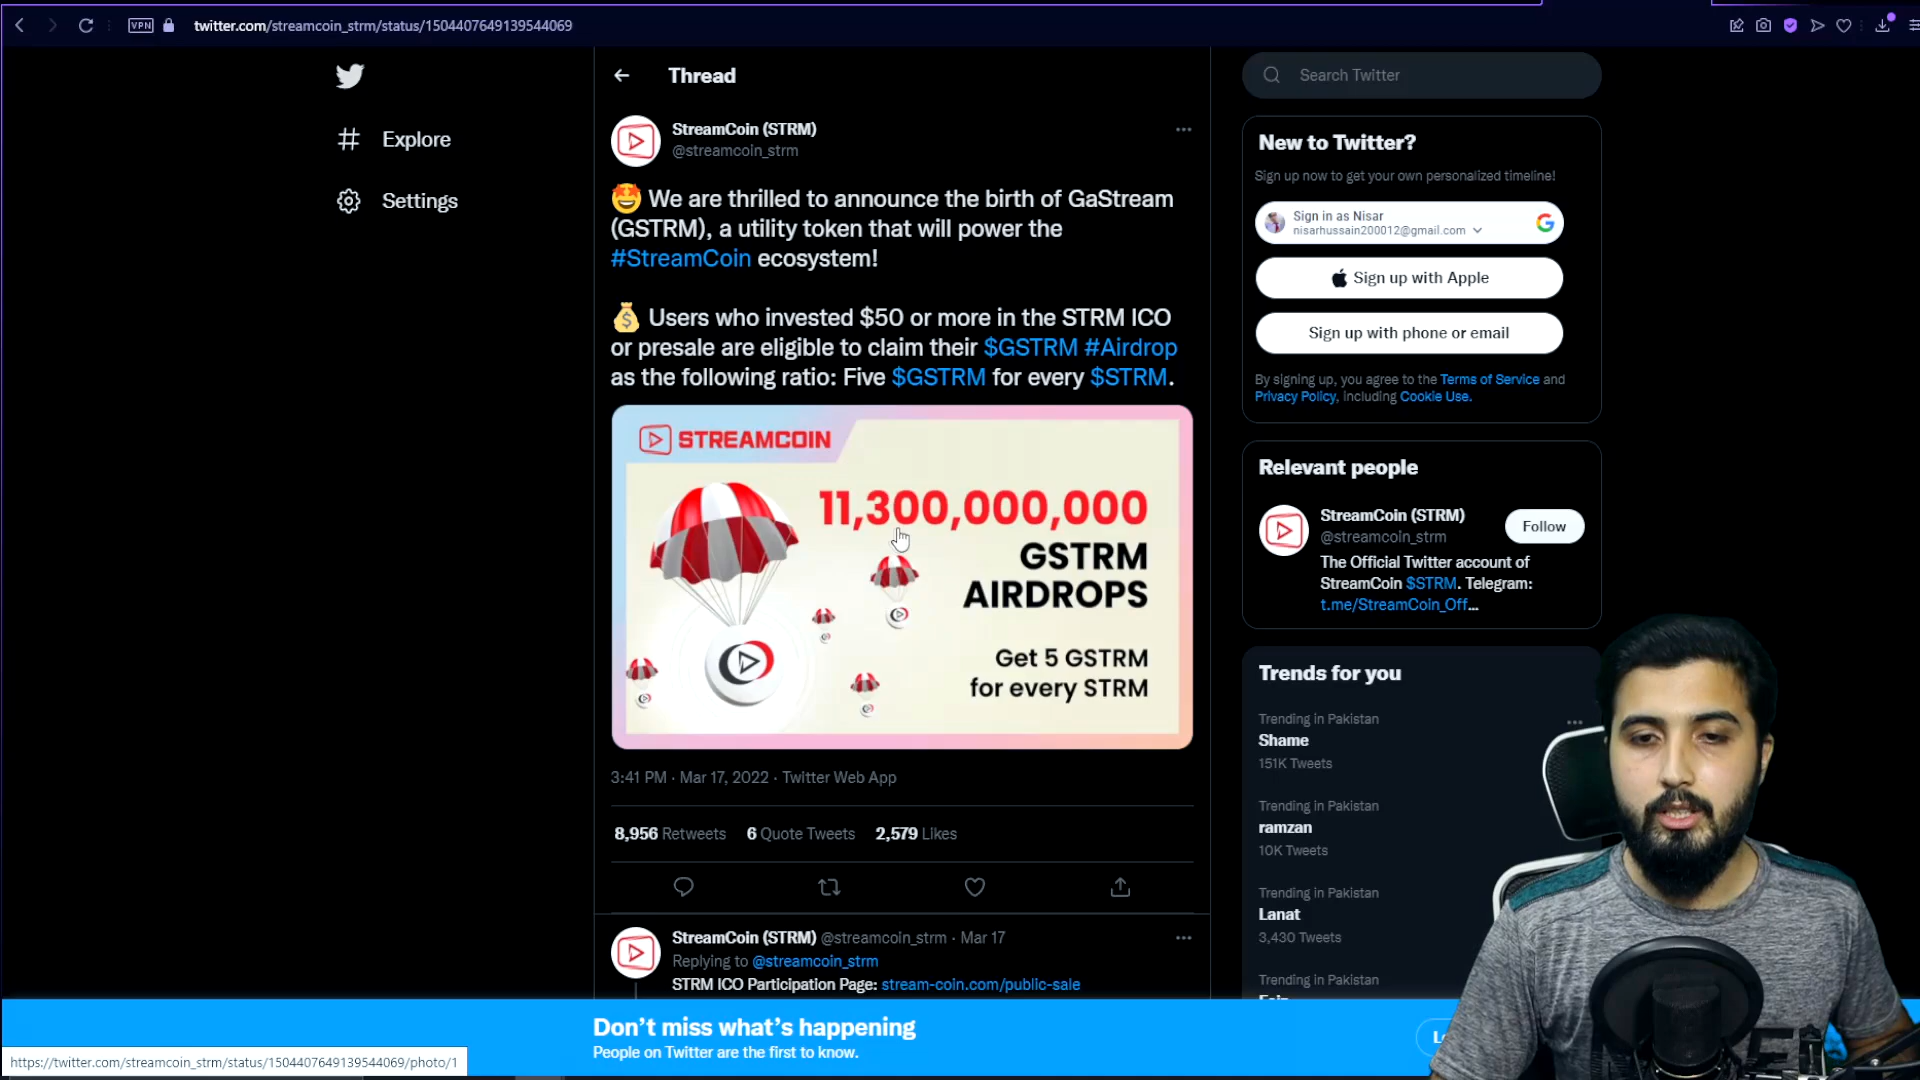 VPN
twitter.com/streamcoin_strm/status/1504407649139544069
Explore
Settings
Thread
StreamCoin (STRM)
@streamcoin_strm
🤩 We are thrilled to announce the birth of GaStream
(GSTRM), a utility token that will power the
#StreamCoin ecosystem!
💰 Users who invested $50 or more in the STRM ICO
or presale are eligible to claim their $GSTRM #Airdrop
as the following ratio: Five $GSTRM for every $STRM.
STREAMCOIN
11,300,000,000
GSTRM
AIRDROPS
Get 5 GSTRM
for every STRM
3:41 PM · Mar 17, 2022 · Twitter Web App
8,956 Retweets 6 Quote Tweets 2,579 Likes
StreamCoin (STRM) @streamcoin_strm · Mar 17
Replying to @streamcoin_strm
STRM ICO Participation Page: stream-coin.com/public-sale
Search Twitter
New to Twitter?
Sign up now to get your own personalized timeline!
Sign in as Nisar
nisarhussain200012@gmail.com
Sign up with Apple
Sign up with phone or email
By signing up, you agree to the Terms of Service and
Privacy Policy, including Cookie Use.
Relevant people
StreamCoin (STRM)
@streamcoin_strm
Follow
The Official Twitter account of
StreamCoin $STRM. Telegram:
t.me/StreamCoin_Off...
Trends for you
Trending in Pakistan
Shame
151K Tweets
Trending in Pakistan
ramzan
10K Tweets
Trending in Pakistan
Lanat
3,430 Tweets
Trending in Pakistan
Don't miss what's happening
People on Twitter are the first to know.
https://twitter.com/streamcoin_strm/status/1504407649139544069/photo/1